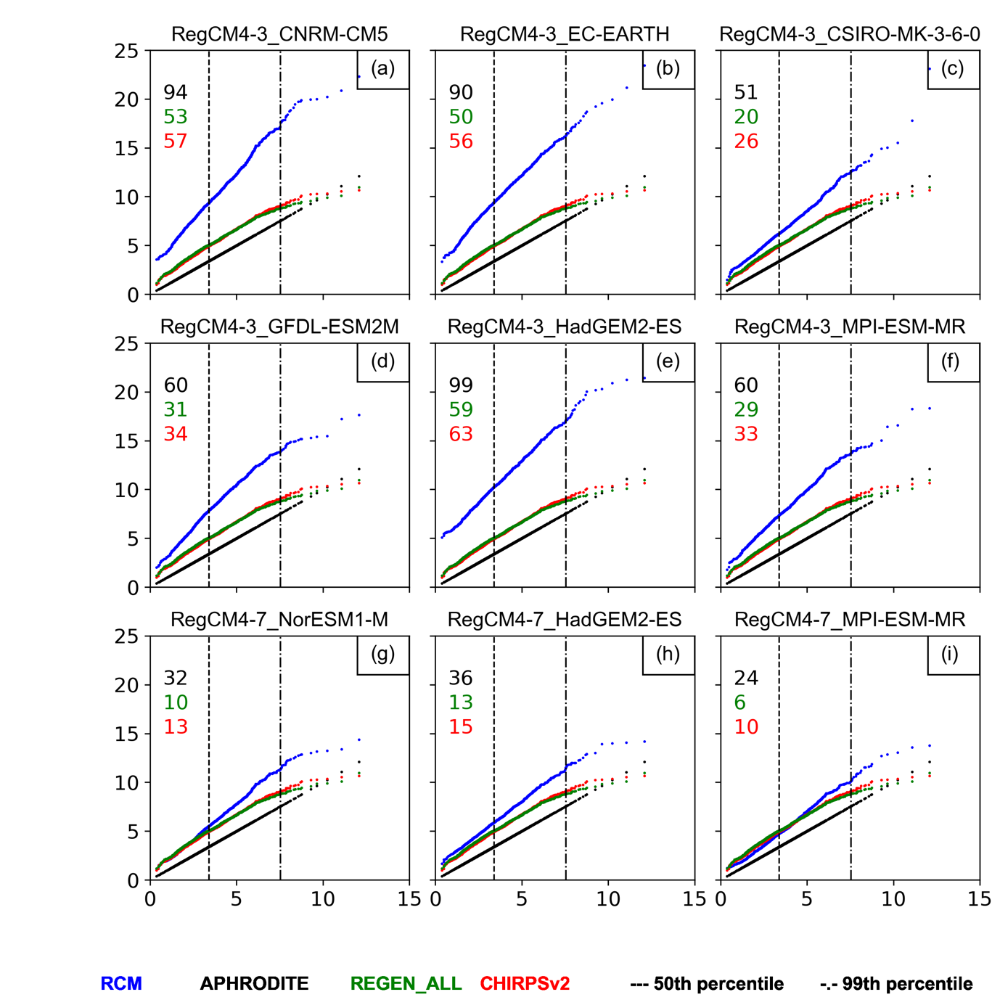 RegCM4-3_CNRM-CM5 RegCM4-3_EC-EARTH RegCM4-3_CSIRO-MK-3-6-0
25 (a) (b) (c)
94 90 51
20
53 50 20
57 56 26
15
10
5
0
RegCM4-3_GFDL-ESM2M RegCM4-3_HadGEM2-ES RegCM4-3_MPI-ESM-MR
25 (d) (e) (f)
60 99 60
20
31 59 29
34 63 33
15
10
5
0
RegCM4-7_NorESM1-M RegCM4-7_HadGEM2-ES RegCM4-7_MPI-ESM-MR
25 (g) (h) (i)
32 36 24
20
10 13 6
13 15 10
15
10
5
0
0 5 10 15 0 5 10 15 0 5 10 15
RCM APHRODITE REGEN_ALL CHIRPSv2 --- 50th percentile -.- 99th percentile